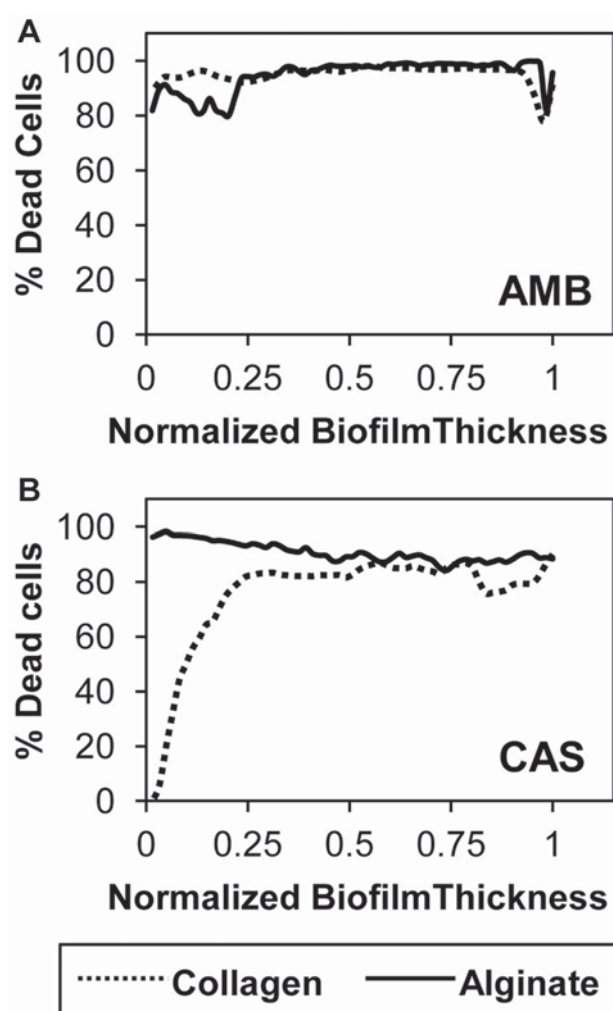 A
% Dead Cells
100
80
60
40
20
0
AMB
0 0.25 0.5 0.75 1
Normalized BiofilmThickness
B
% Dead cells
100
80
60
40
20
0
CAS
0 0.25 0.5 0.75 1
Normalized BiofilmThickness
Collagen Alginate